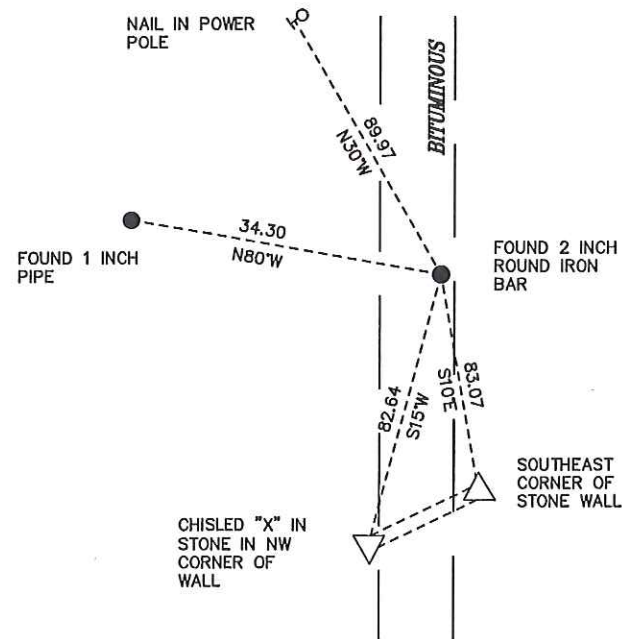 NAIL IN POWER
POLE
BITUMINOUS
89.97
N30°W
34.30
N80°W
FOUND 1 INCH
PIPE
FOUND 2 INCH
ROUND IRON
BAR
82.64
S15°W
83.07
S10°E
SOUTHEAST
CORNER OF
STONE WALL
CHISLED "X" IN
STONE IN NW
CORNER OF
WALL